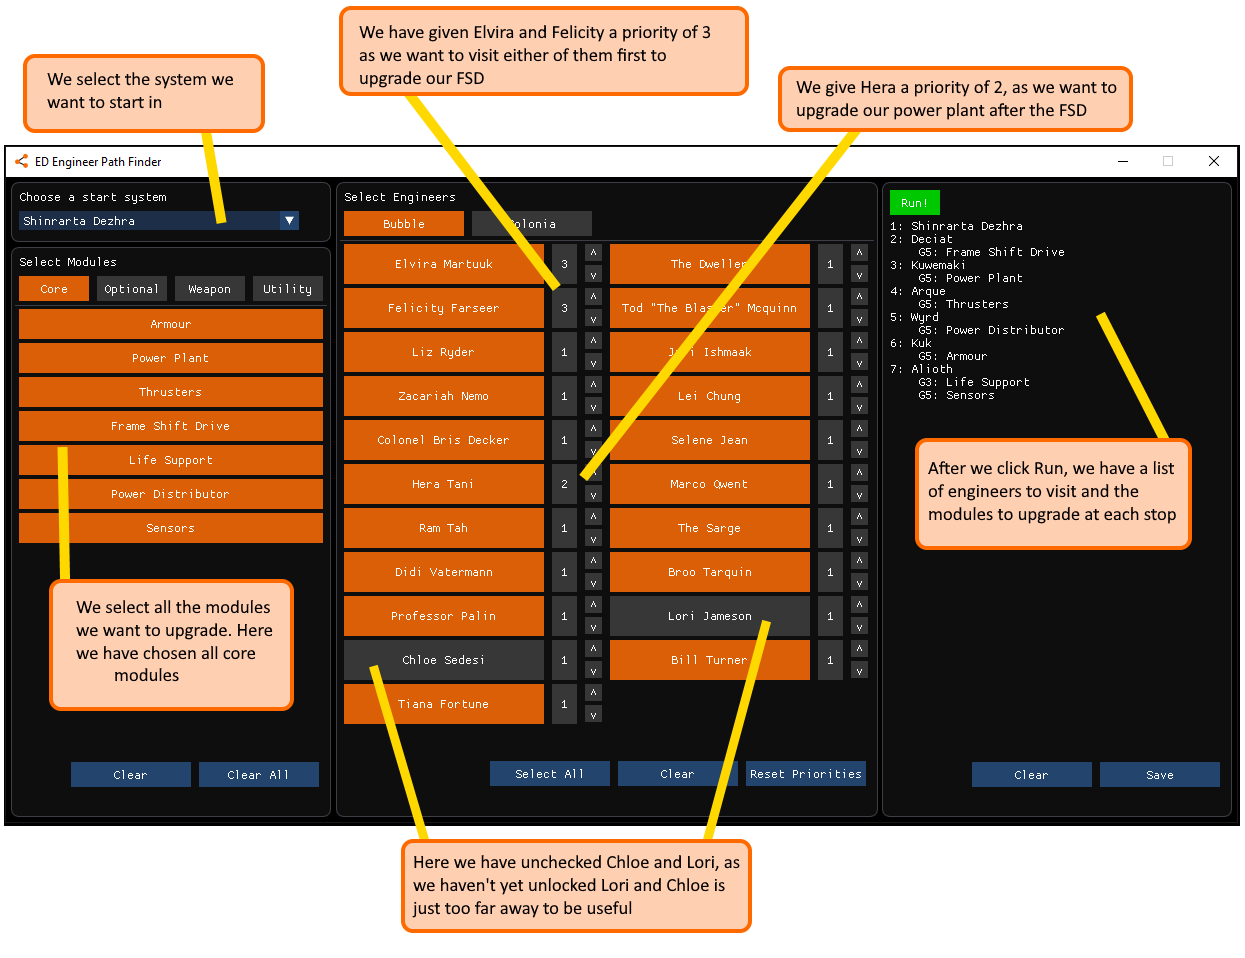 We have given Elvira and Felicity a priority of 3
as we want to visit either of them first to
upgrade our FSD
We select the system we
want to start in
We give Hera a priority of 2, as we want to
upgrade our power plant after the FSD
ED Engineer Path Finder
Choose a start system
Shinrarta Dezhra
Select Modules
Core
Optional
Weapon
Utility
Armour
Power Plant
Thrusters
Frame Shift Drive
Life Support
Power Distributor
Sensors
We select all the modules
we want to upgrade. Here
we have chosen all core
modules
Clear
Clear All
Select Engineers
Bubble
Colonia
Elvira Martuuk 3 ^ v
The Dweller 1 ^ v
Felicity Farseer 3 ^ v
Tod "The Blaster" Mcquinn 1 ^ v
Liz Ryder 1 ^ v
Juri Ishmaak 1 ^ v
Zacariah Nemo 1 ^ v
Lei Chung 1 ^ v
Colonel Bris Decker 1 ^ v
Selene Jean 1 ^ v
Hera Tani 2 ^ v
Marco Qwent 1 ^ v
Ram Tah 1 ^ v
The Sarge 1 ^ v
Didi Vatermann 1 ^ v
Broo Tarquin 1 ^ v
Professor Palin 1 ^ v
Lori Jameson 1 ^ v
Chloe Sedesi 1 ^ v
Bill Turner 1 ^ v
Tiana Fortune 1 ^ v
Select All
Clear
Reset Priorities
Run!
1: Shinrarta Dezhra
2: Deciat
G5: Frame Shift Drive
3: Kuwemaki
G5: Power Plant
4: Arque
G5: Thrusters
5: Wyrd
G5: Power Distributor
6: Kuk
G5: Armour
7: Alioth
G3: Life Support
G5: Sensors
After we click Run, we have a list
of engineers to visit and the
modules to upgrade at each stop
Clear
Save
Here we have unchecked Chloe and Lori, as
we haven't yet unlocked Lori and Chloe is
just too far away to be useful